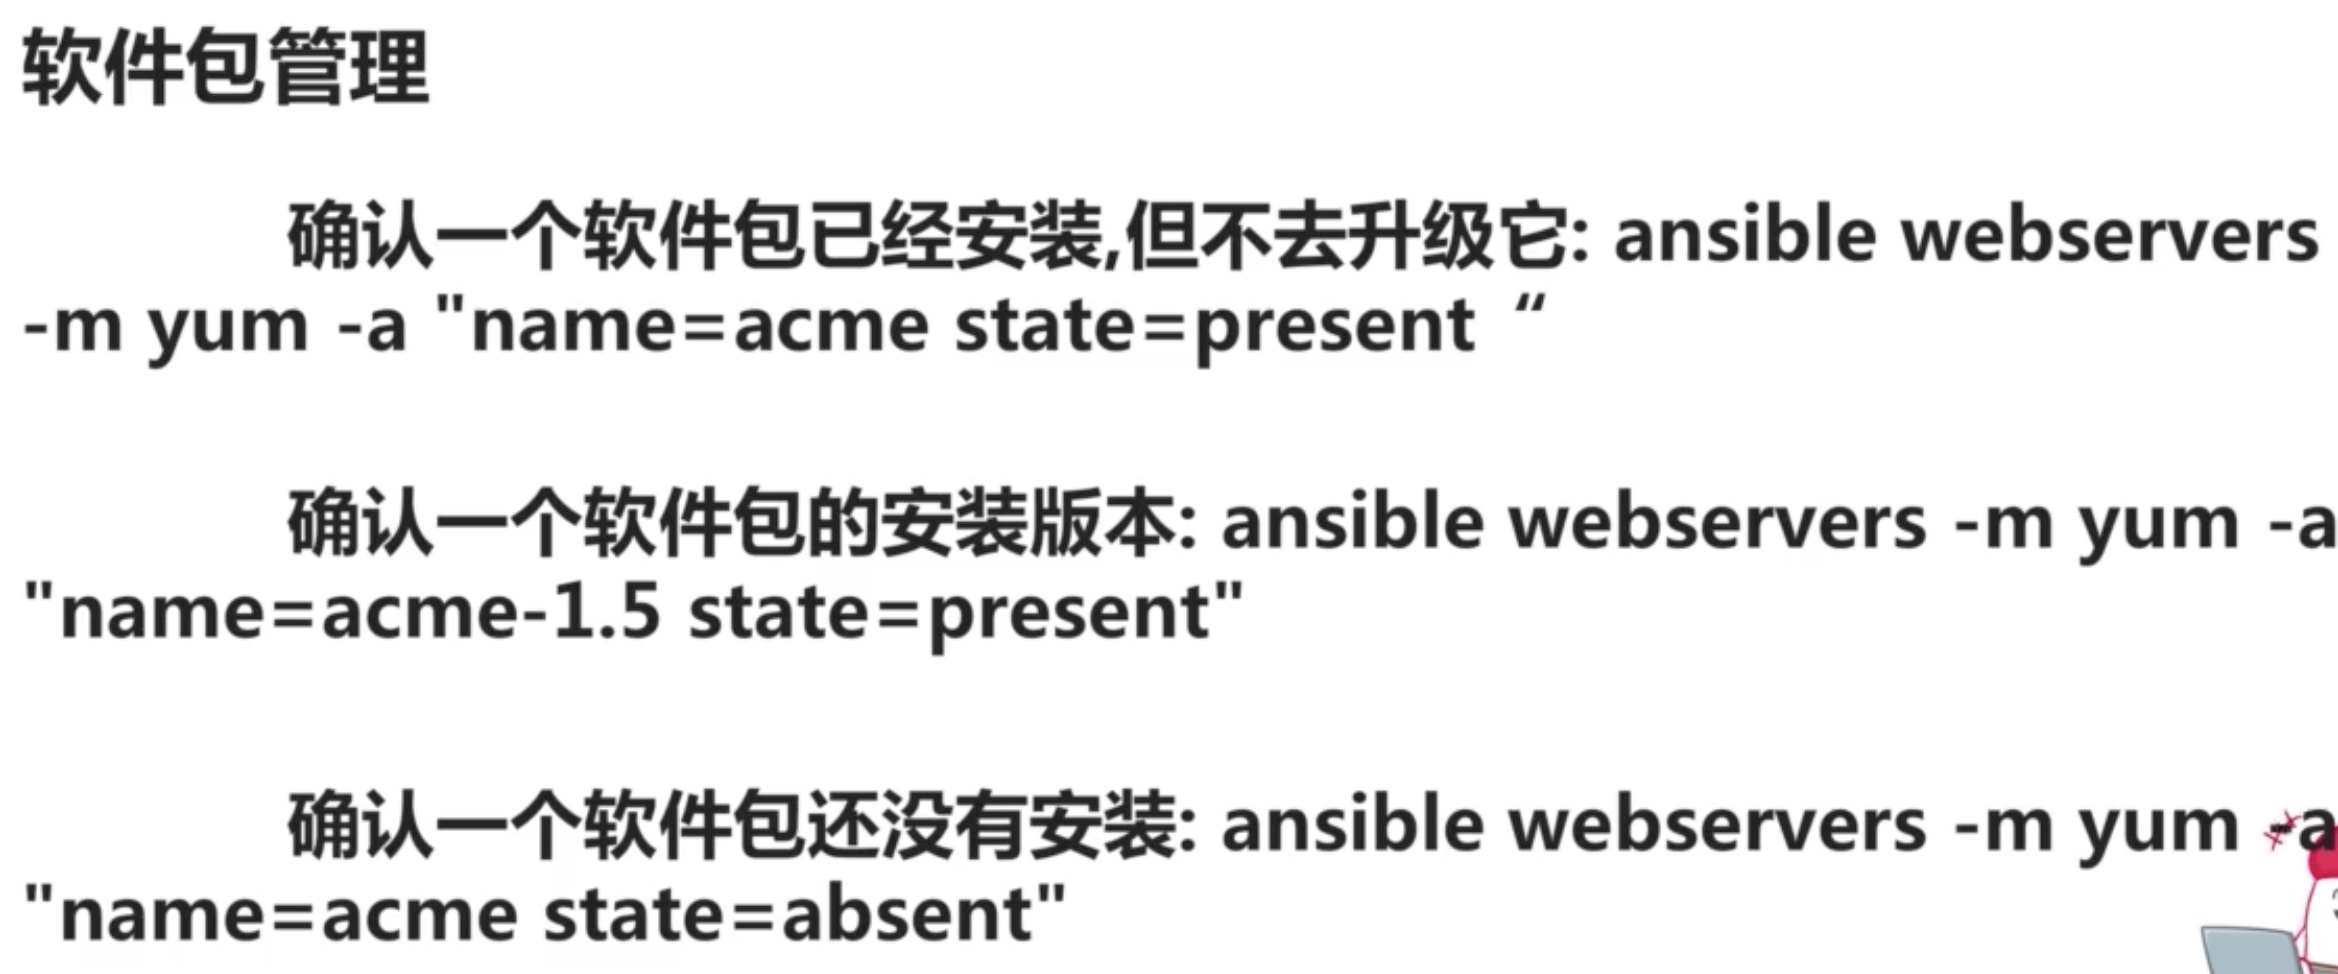 软件包管理
确认一个软件包已经安装,但不去升级它: ansible webservers
-m yum -a "name=acme state=present “
确认一个软件包的安装版本: ansible webservers -m yum -a
"name=acme-1.5 state=present"
确认一个软件包还没有安装: ansible webservers -m yum -a
"name=acme state=absent"